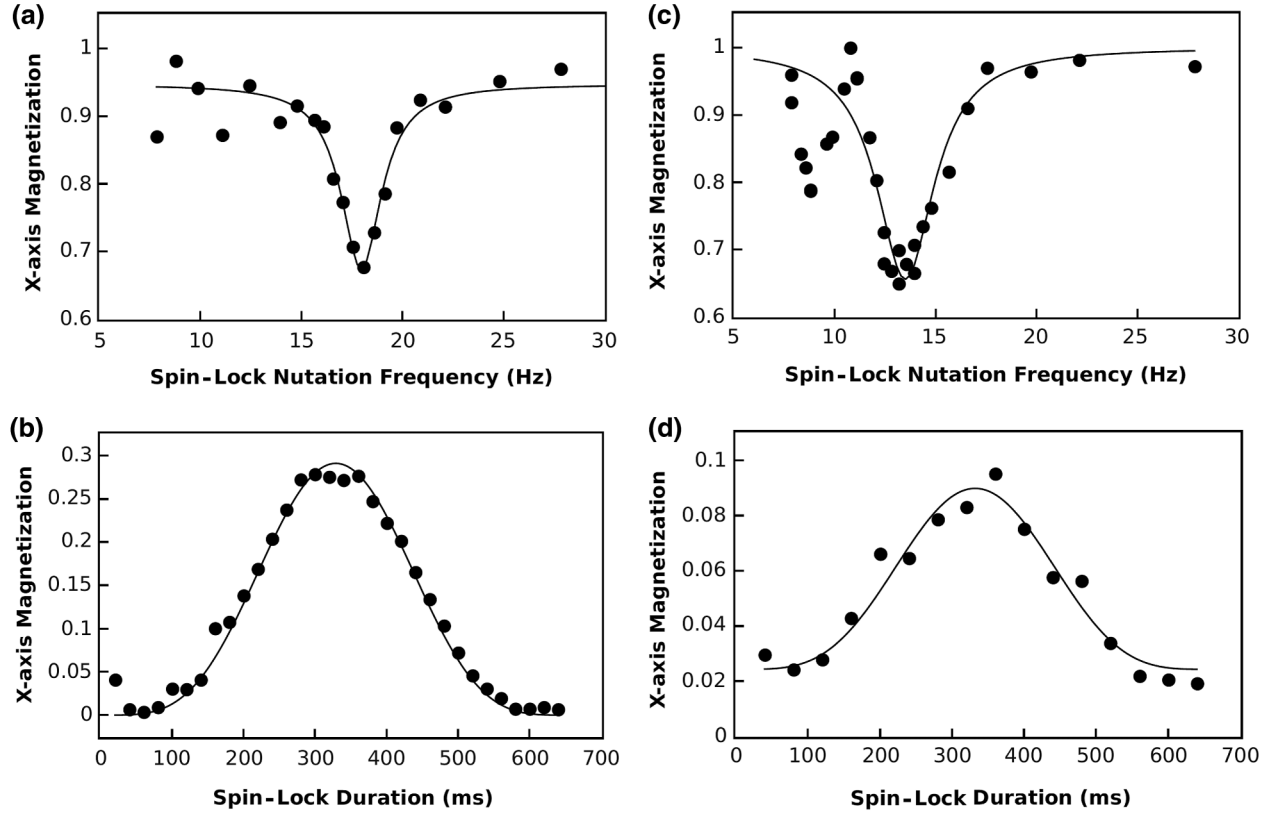 (a)
X-axis Magnetization
1
0.9
0.8
0.7
0.6
5 10 15 20 25 30
Spin-Lock Nutation Frequency (Hz)
(c)
X-axis Magnetization
1
0.9
0.8
0.7
0.6
5 10 15 20 25 30
Spin-Lock Nutation Frequency (Hz)
(b)
X-axis Magnetization
0.3
0.25
0.2
0.15
0.1
0.05
0
0 100 200 300 400 500 600 700
Spin-Lock Duration (ms)
(d)
X-axis Magnetization
0.1
0.08
0.06
0.04
0.02
0
0 100 200 300 400 500 600 700
Spin-Lock Duration (ms)